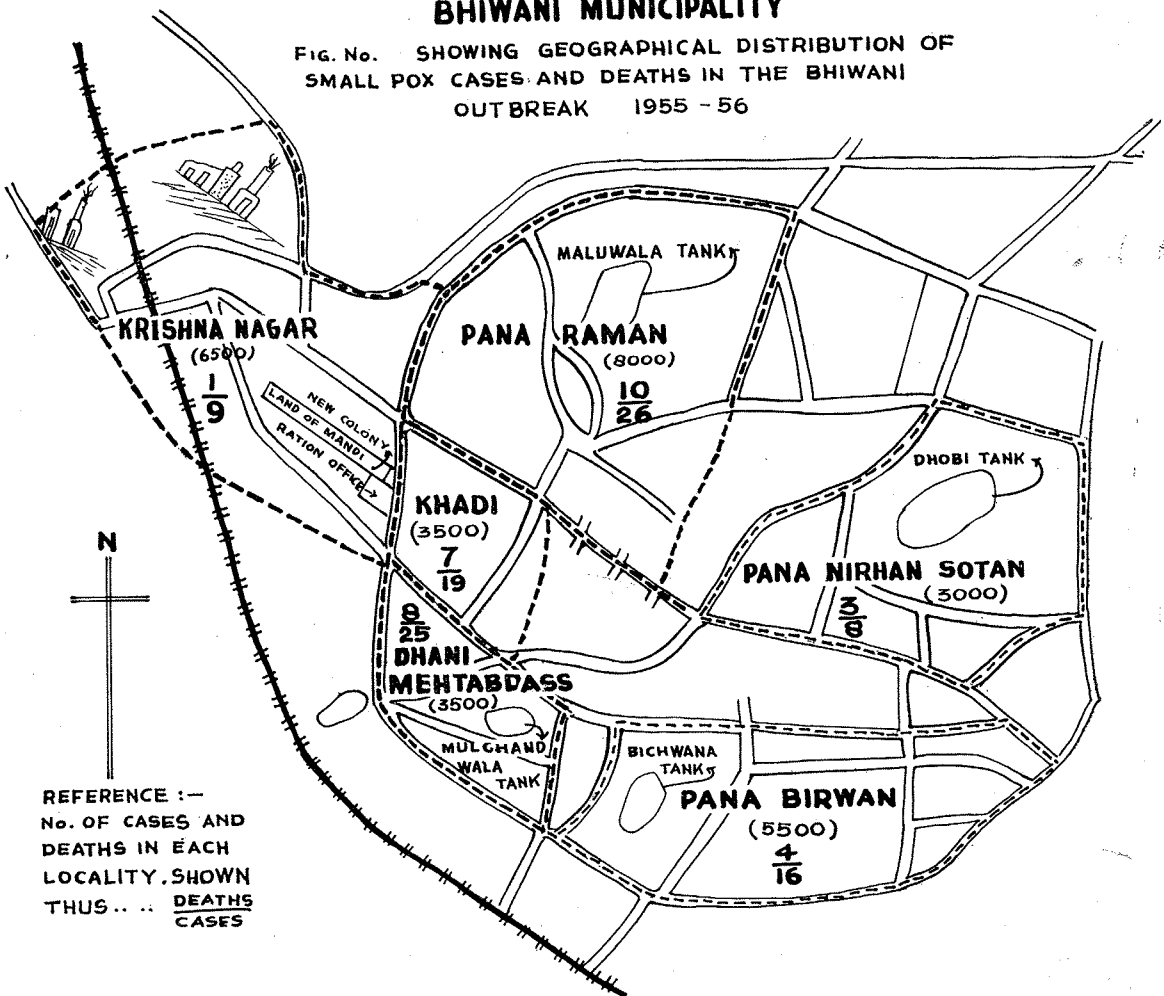 BHIWANI MUNICIPALITY
FIG. No. SHOWING GEOGRAPHICAL DISTRIBUTION OF
SMALL POX CASES AND DEATHS IN THE BHIWANI
OUTBREAK 1955 - 56
MALUWALA TANK
KRISHNA NAGAR
(6500)
1
9
PANA RAMAN
(8000)
10
26
NEW COLONY
LAND OF MANDI
RATION OFFICE
DHOBI TANK
KHADI
(3500)
7
19
N
PANA NIRHAN SOTAN
(3000)
3
8
8
25
DHANI
MEHTABDASS
(3500)
MULCHAND
WALA
TANK
BICHWANA
TANK
PANA BIRWAN
(5500)
4
16
REFERENCE :-
No. OF CASES AND
DEATHS IN EACH
LOCALITY. SHOWN
THUS.. .. DEATHS
CASES